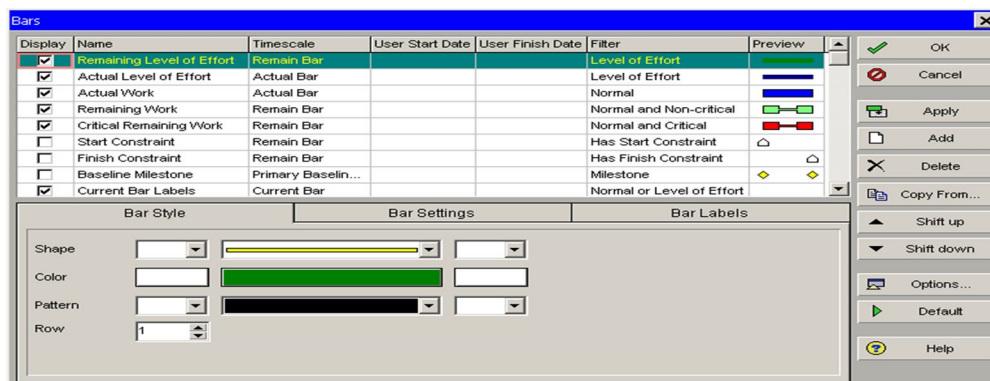 Bars
Display Name Timescale User Start Date User Finish Date Filter Preview
Remaining Level of Effort Remain Bar Level of Effort
Actual Level of Effort Actual Bar Level of Effort
Actual Work Actual Bar Normal
Remaining Work Remain Bar Normal and Non-critical
Critical Remaining Work Remain Bar Normal and Critical
Start Constraint Remain Bar Has Start Constraint
Finish Constraint Remain Bar Has Finish Constraint
Baseline Milestone Primary Baselin... Milestone
Current Bar Labels Current Bar Normal or Level of Effort
Bar Style Bar Settings Bar Labels
Shape
Color
Pattern
Row 1
OK
Cancel
Apply
Add
Delete
Copy From...
Shift up
Shift down
Options...
Default
Help